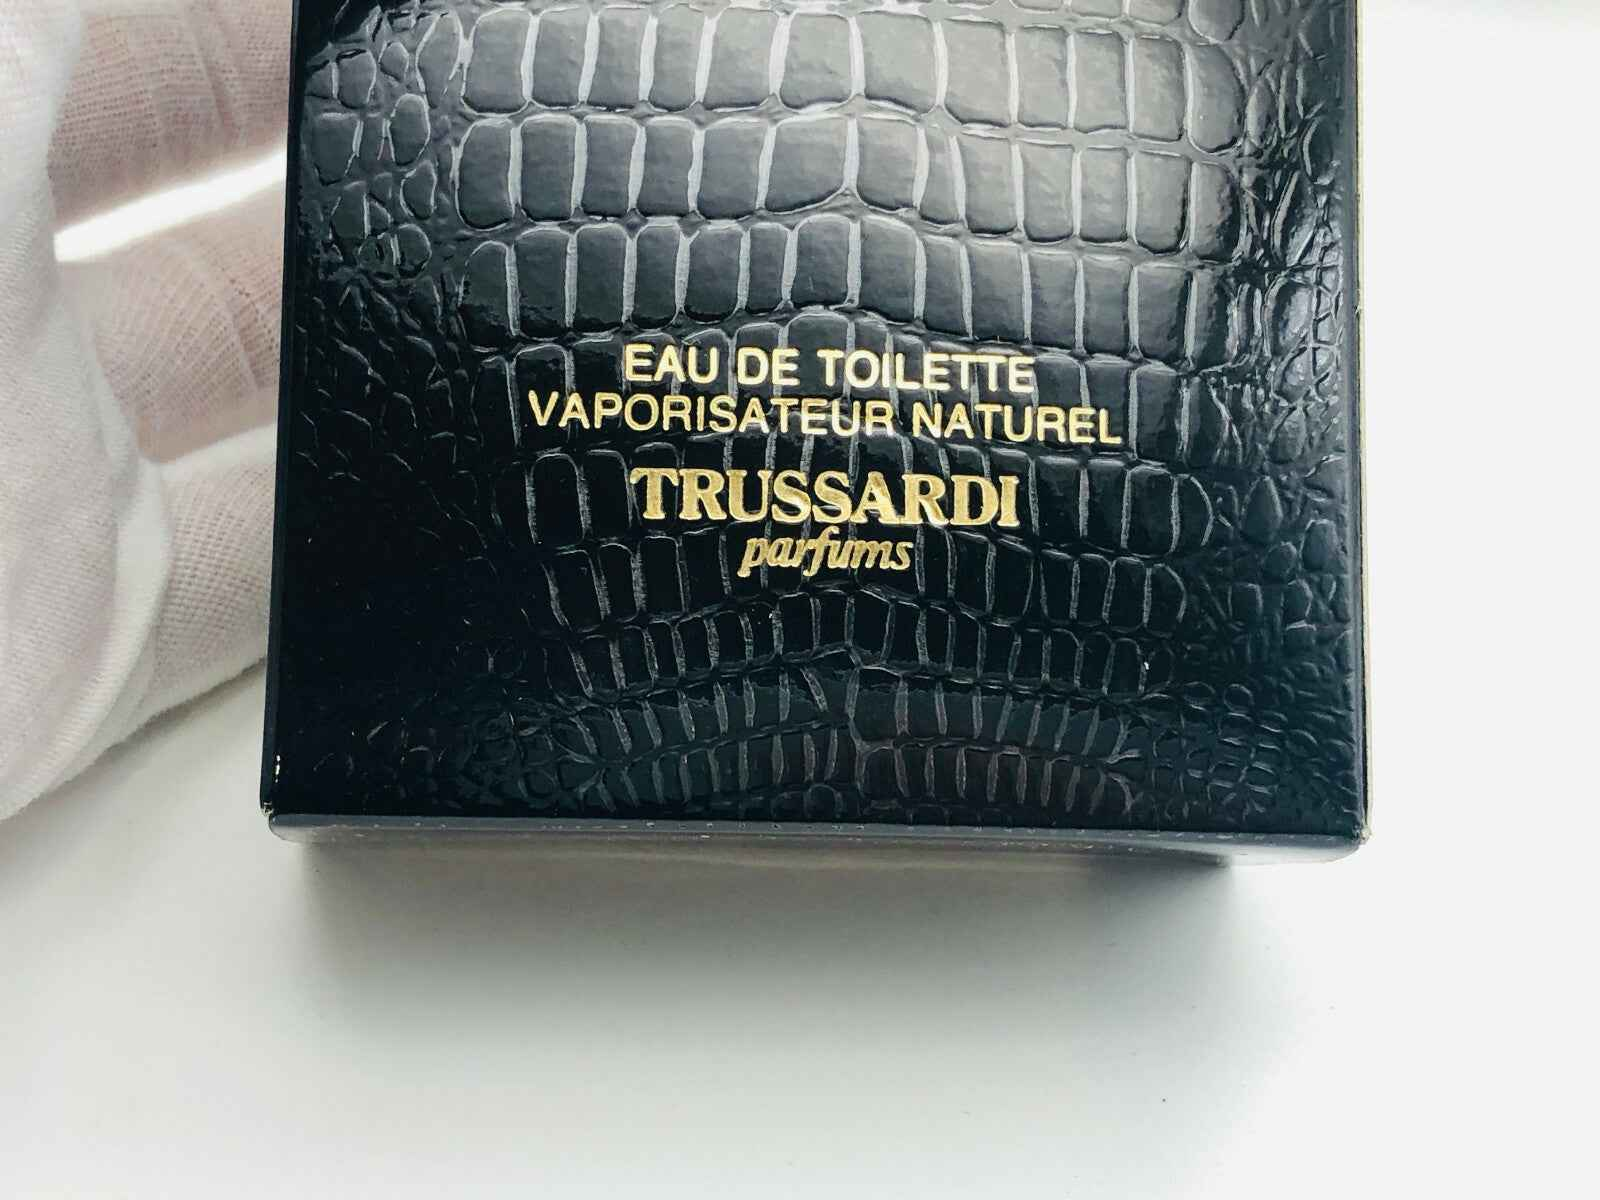 EAU DE TOILETTE
VAPORISATEUR NATUREL
TRUSSARDI
parfums